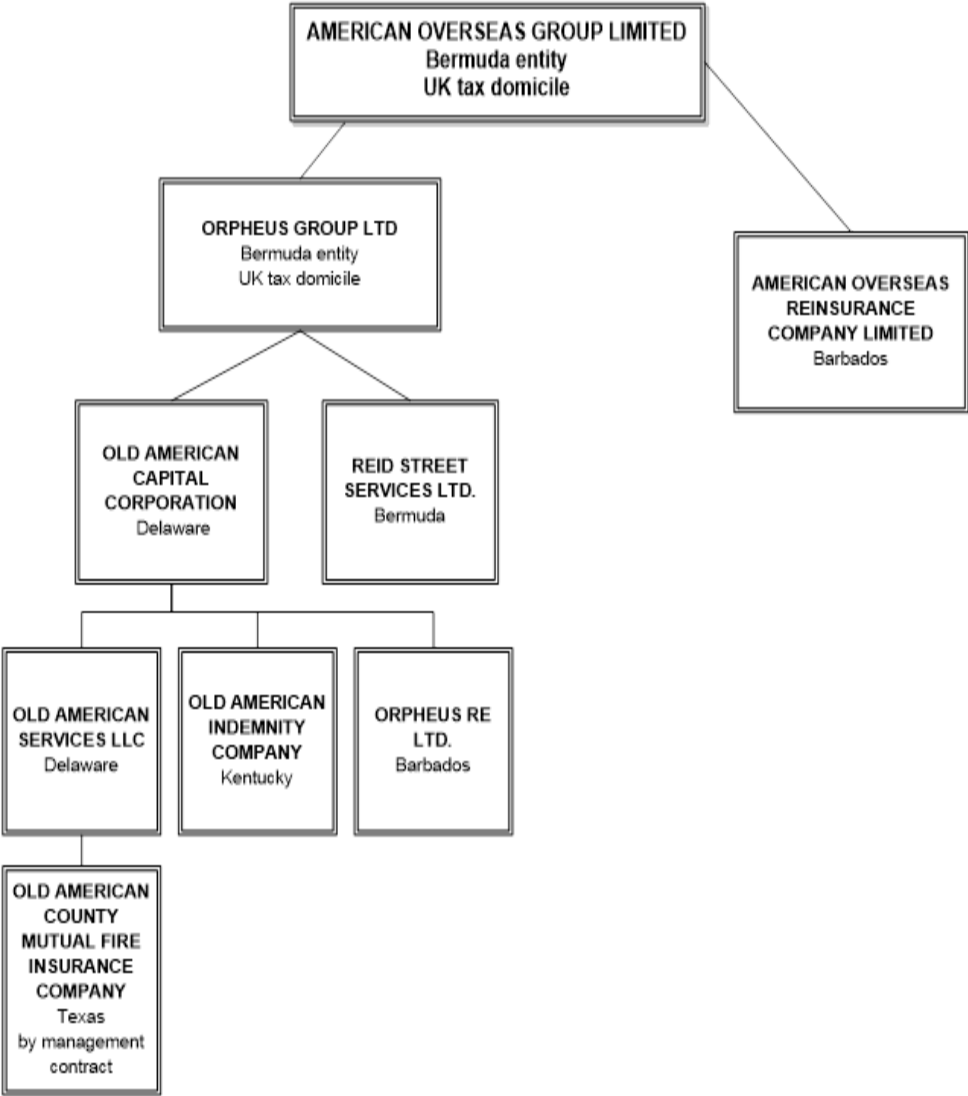 AMERICAN OVERSEAS GROUP LIMITED
Bermuda entity
UK tax domicile
ORPHEUS GROUP LTD
Bermuda entity
UK tax domicile
AMERICAN OVERSEAS
REINSURANCE
COMPANY LIMITED
Barbados
OLD AMERICAN
CAPITAL
CORPORATION
Delaware
REID STREET
SERVICES LTD.
Bermuda
OLD AMERICAN
SERVICES LLC
Delaware
OLD AMERICAN
INDEMNITY
COMPANY
Kentucky
ORPHEUS RE
LTD.
Barbados
OLD AMERICAN
COUNTY
MUTUAL FIRE
INSURANCE
COMPANY
Texas
by management
contract